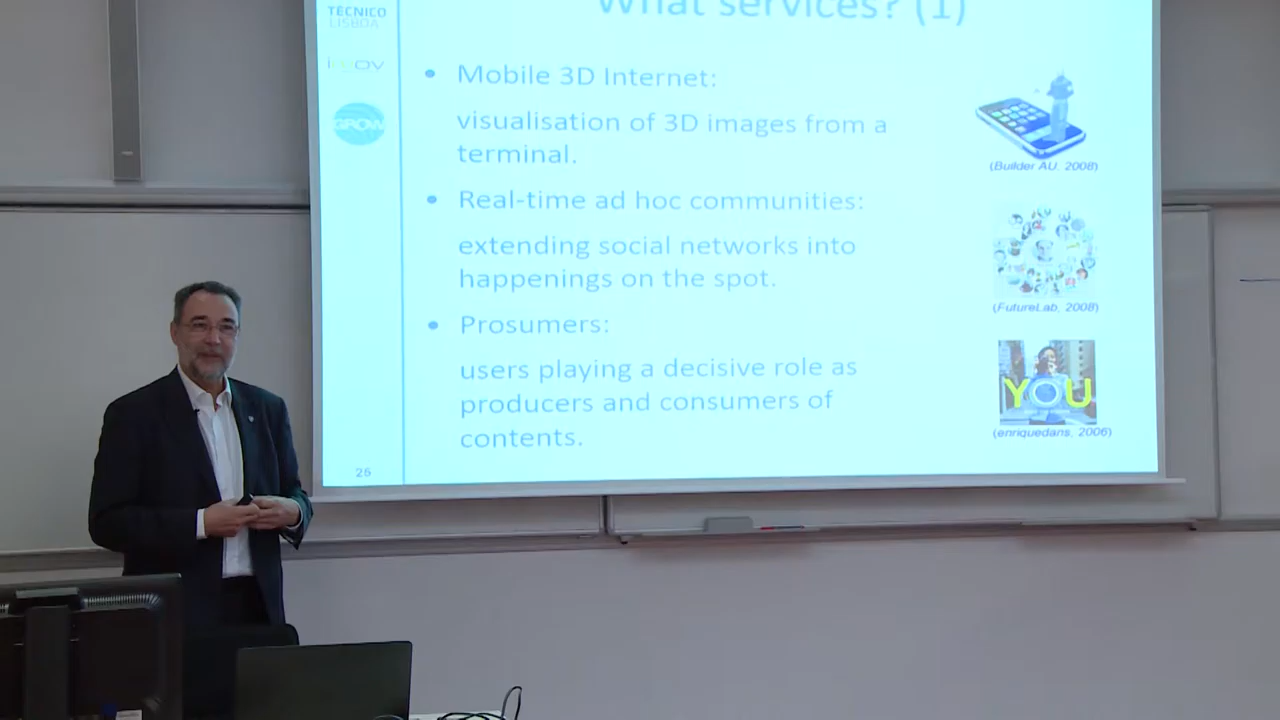 What services? (1)
TÉCNICO
LISBOA
GROW
• Mobile 3D Internet:
visualisation of 3D images from a
terminal.
(Builder AU, 2008)
• Real-time ad hoc communities:
extending social networks into
happenings on the spot.
(FutureLab, 2008)
• Prosumers:
users playing a decisive role as
producers and consumers of
contents.
YOU
(enriquedans, 2006)
25